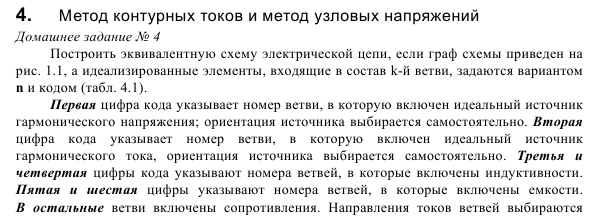 4. Метод контурных токов и метод узловых напряжений
Домашнее задание № 4
Построить эквивалентную схему электрической цепи, если граф схемы приведен на
рис. 1.1, а идеализированные элементы, входящие в состав k-й ветви, задаются вариантом
n и кодом (табл. 4.1).
Первая цифра кода указывает номер ветви, в которую включен идеальный источник
гармонического напряжения; ориентация источника выбирается самостоятельно. Вторая
цифра кода указывает номер ветви, в которую включен идеальный источник
гармонического тока, ориентация источника выбирается самостоятельно. Третья и
четвертая цифры кода указывают номера ветвей, в которые включены индуктивности.
Пятая и шестая цифры указывают номера ветвей, в которые включены емкости.
В остальные ветви включены сопротивления. Направления токов ветвей выбираются